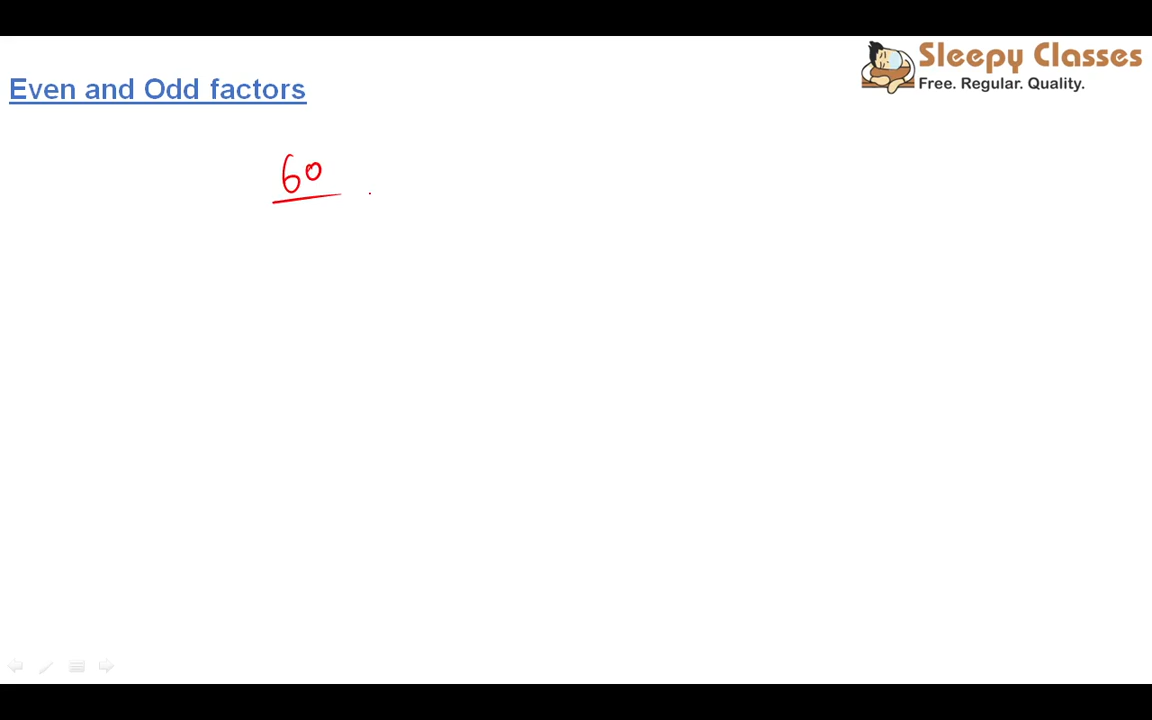 Sleepy Classes
Free. Regular. Quality.
Even and Odd factors
60